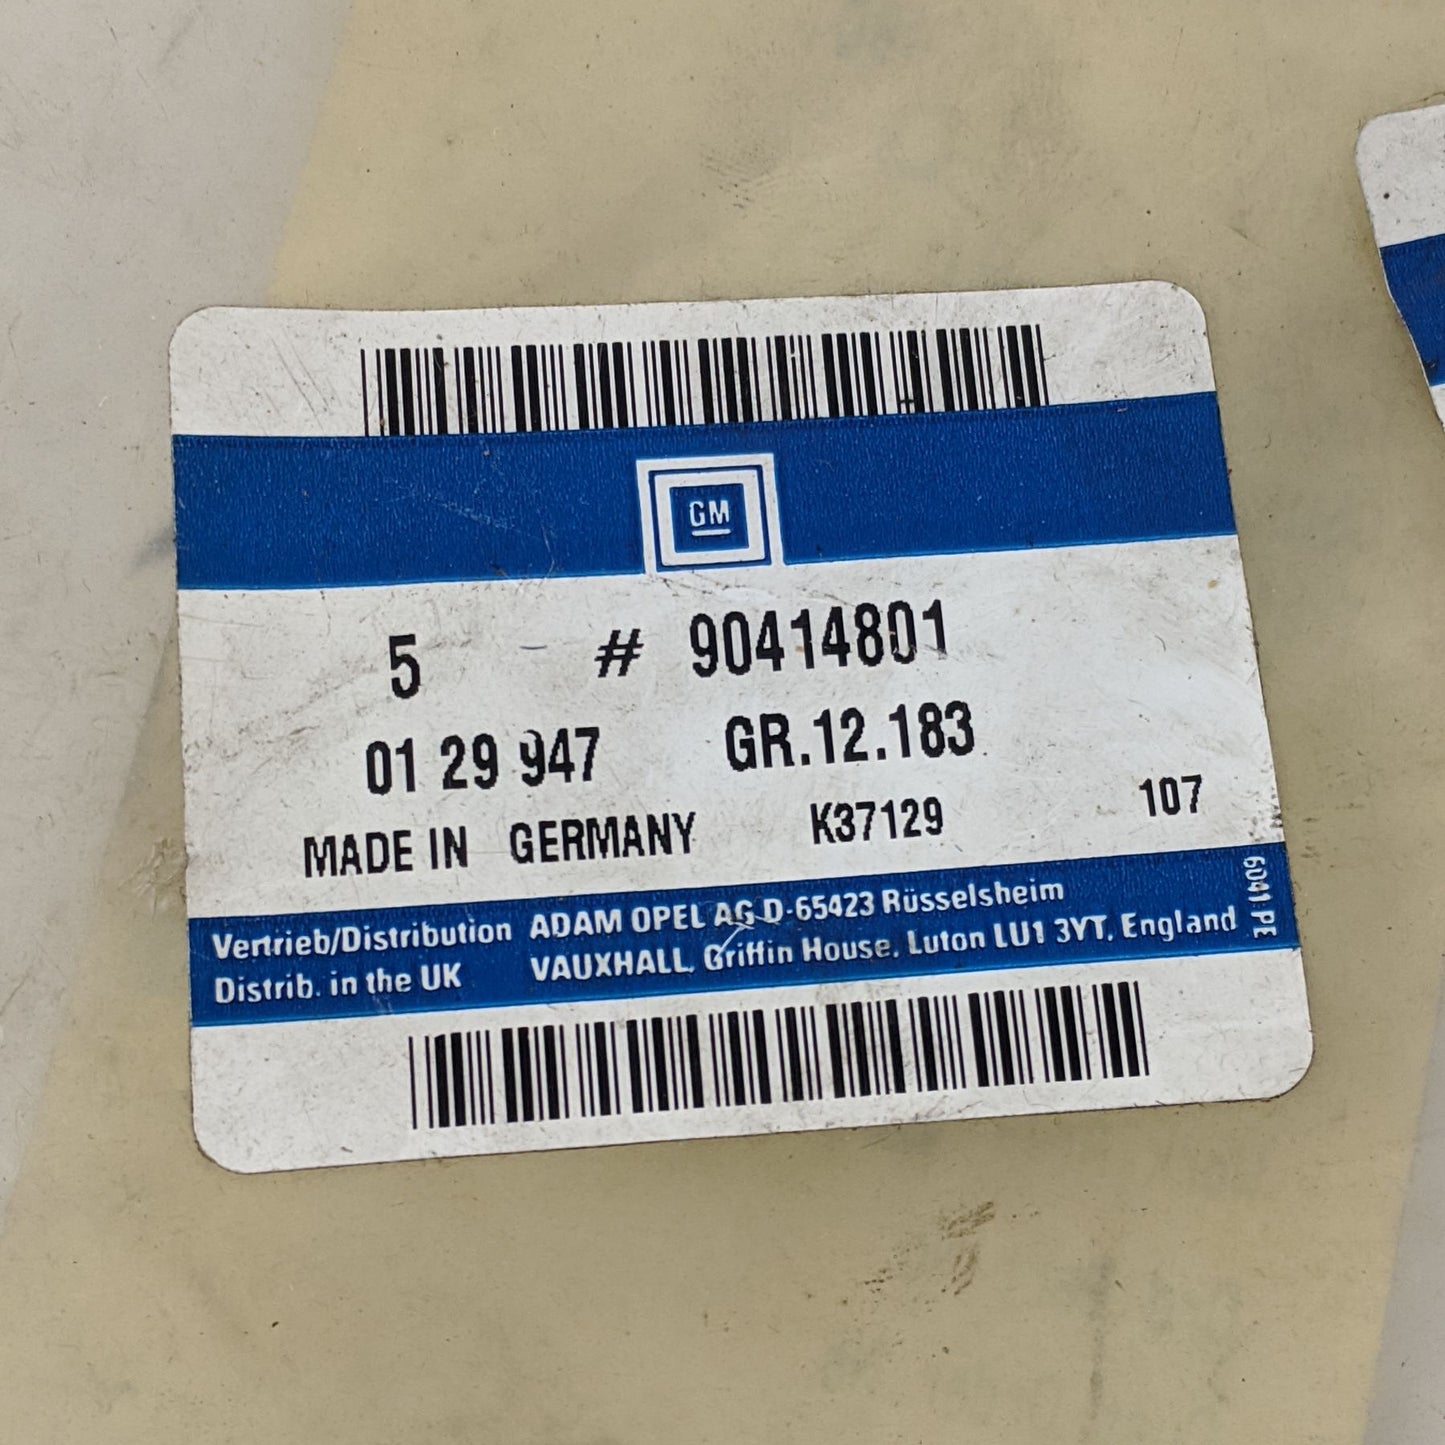 GM
5 # 90414801
01 29 947 GR.12.183
MADE IN GERMANY K37129 107
Vertrieb/Distribution ADAM OPEL AG D-65423 Rüsselsheim
Distrib. in the UK VAUXHALL, Griffin House, Luton LU1 3YT, England
6041 PE